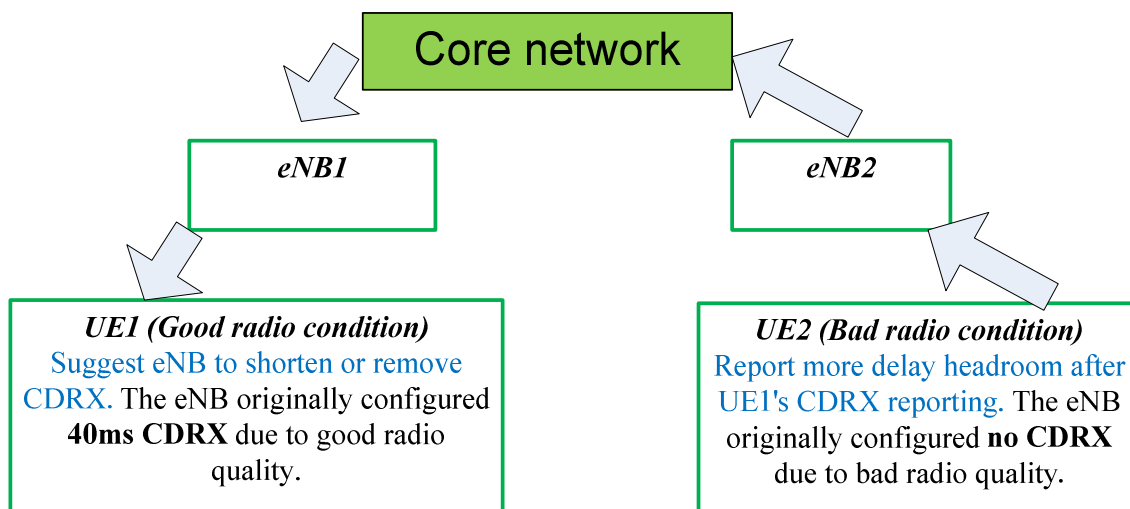 Core network
eNB1
eNB2
UE1 (Good radio condition)
Suggest eNB to shorten or remove
CDRX. The eNB originally configured
40ms CDRX due to good radio
quality.
UE2 (Bad radio condition)
Report more delay headroom after
UE1's CDRX reporting. The eNB
originally configured no CDRX
due to bad radio quality.